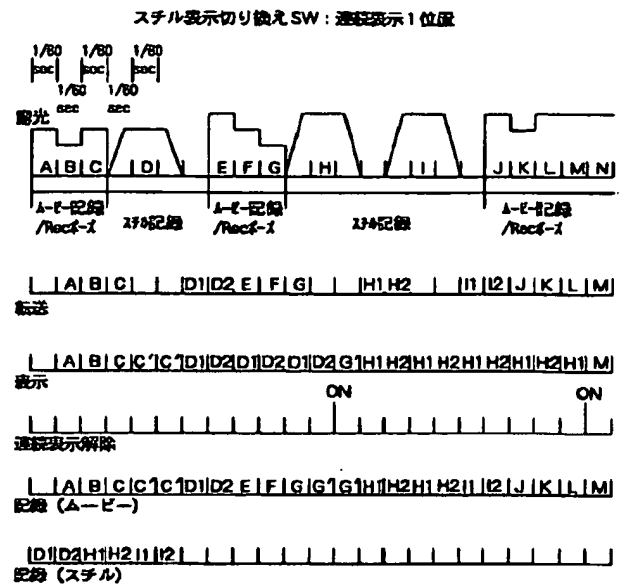 スチル表示切り換えSW：連続表示1位置
1/60 1/60 1/60
sec sec sec
1/60 1/60
sec sec
露光
A B C D E F G H I J K L M N
ムービー記録 スチル記録 ムービー記録 スチル記録 ムービー記録
/Recポーズ /Recポーズ /Recポーズ
A B C D1 D2 E F G H1 H2 I1 I2 J K L M
転送
A B C C' C' D1 D2 D1 D2 D1 D2 G' H1 H2 H1 H2 H1 H2 H1 H2 H1 M
表示
ON ON
連続表示解除
A B C C' C' D1 D2 E F G G' G' H1 H2 H1 H2 I1 I2 J K L M
記録（ムービー）
D1 D2 H1 H2 I1 I2
記録（スチル）